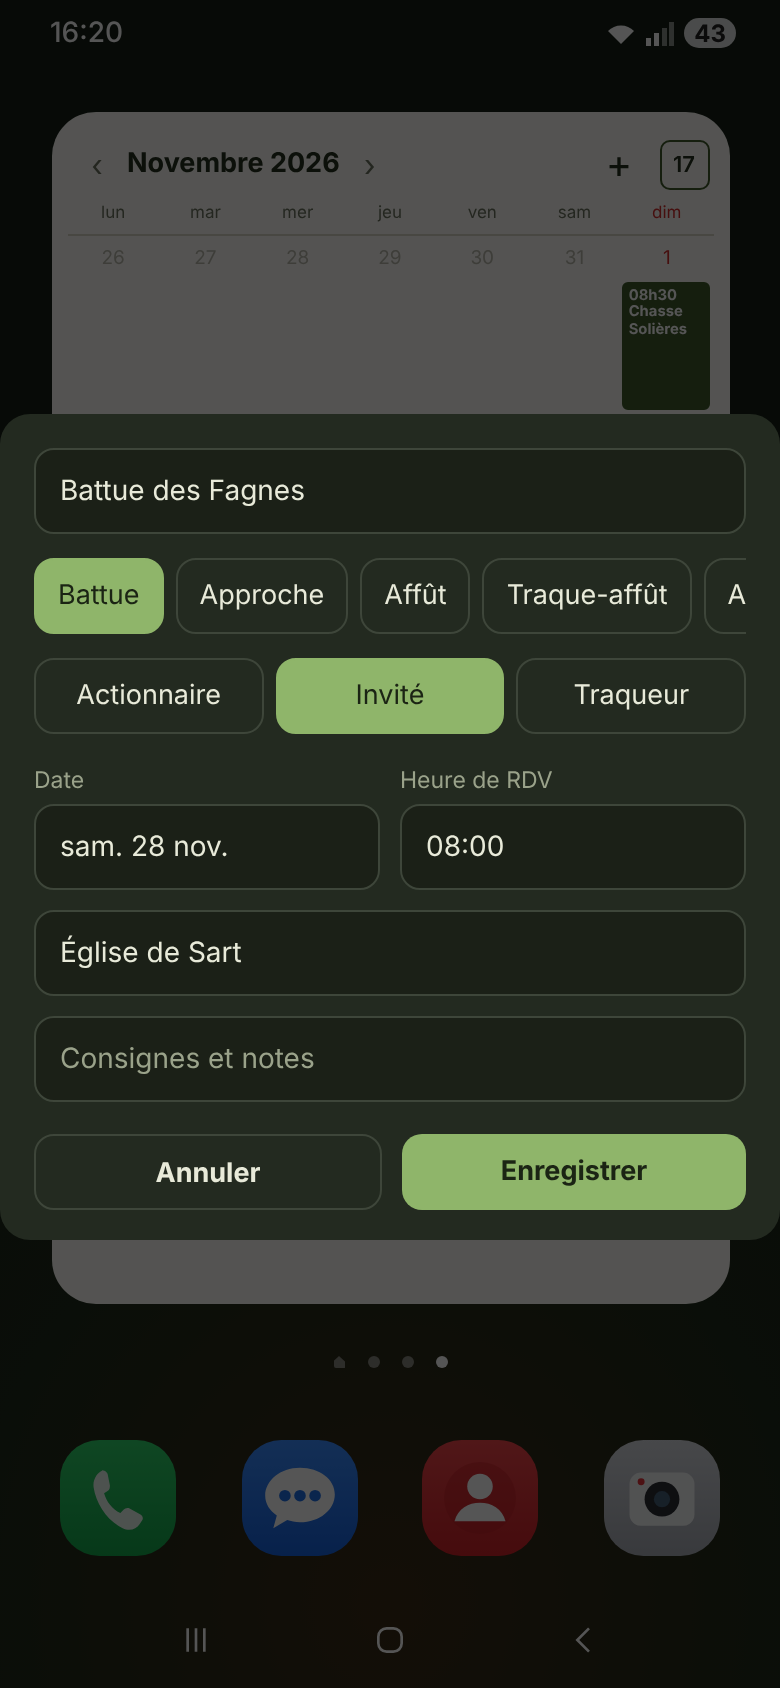 16:20
43
‹ Novembre 2026 › + 17
lun mar mer jeu ven sam dim
26 27 28 29 30 31 1
08h30
Chasse
Solières
Battue des Fagnes
Battue Approche Affût Traque-affût A
Actionnaire Invité Traqueur
Date Heure de RDV
sam. 28 nov. 08:00
Église de Sart
Consignes et notes
Annuler Enregistrer